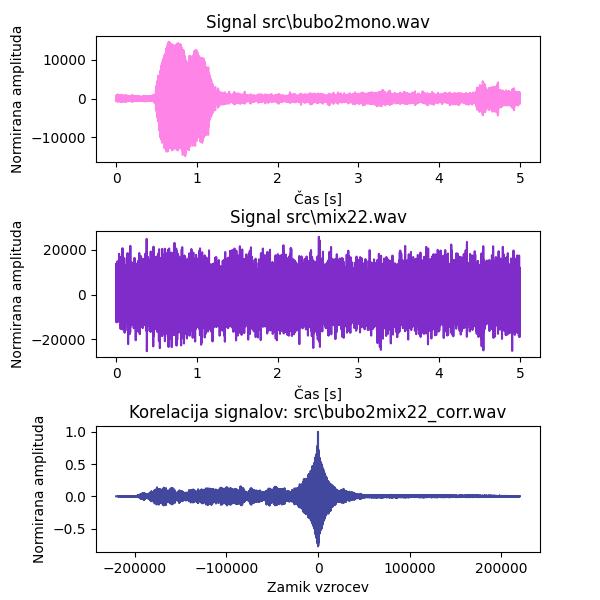 Signal src\bubo2mono.wav
Normirana amplituda
10000
0
−10000
0 1 2 3 4 5
Čas [s]
Signal src\mix22.wav
Normirana amplituda
20000
0
−20000
0 1 2 3 4 5
Čas [s]
Korelacija signalov: src\bubo2mix22_corr.wav
Normirana amplituda
1.0
0.5
0.0
−0.5
−200000 −100000 0 100000 200000
Zamik vzrocev